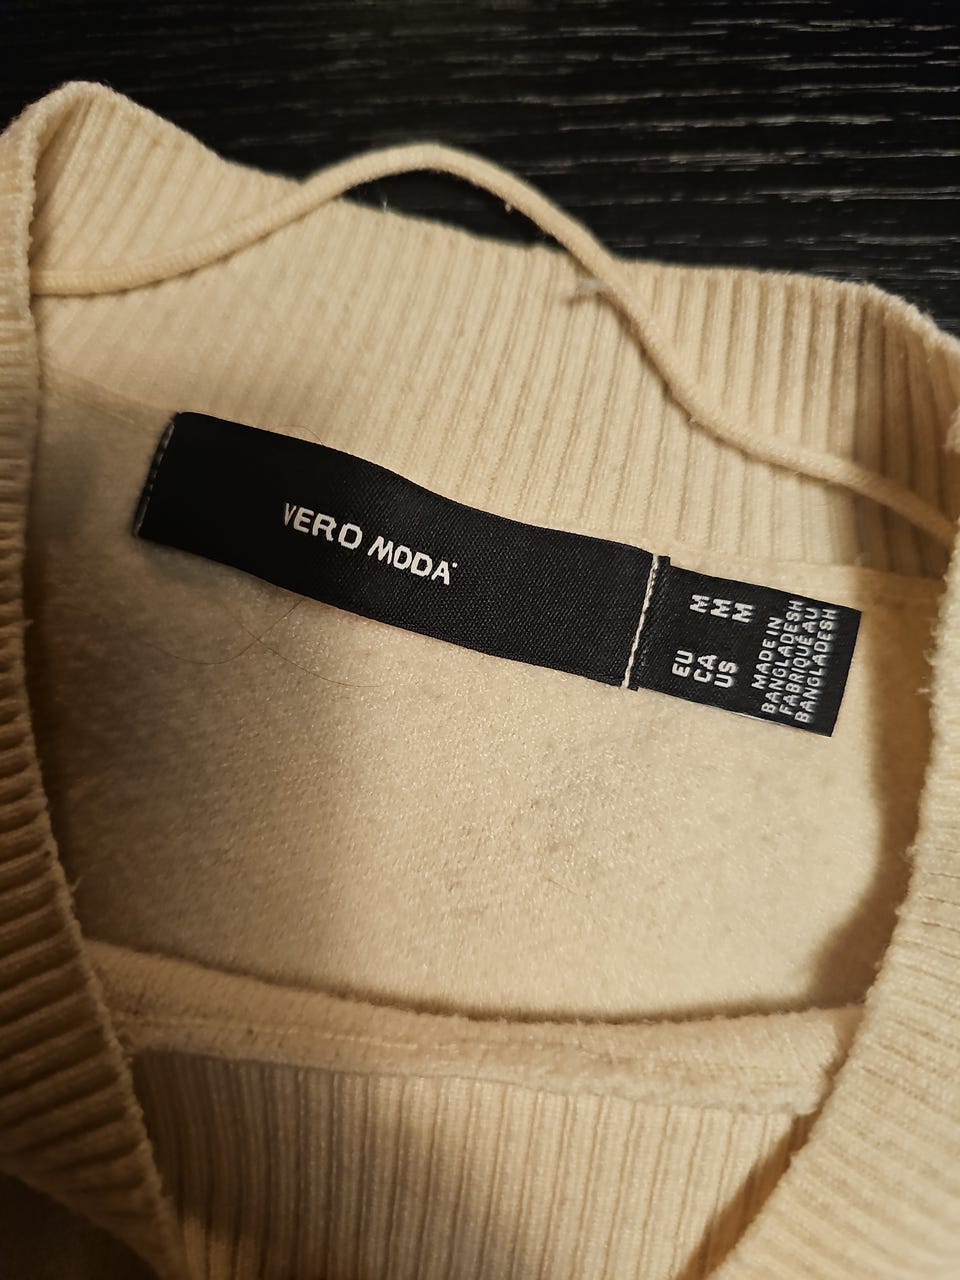 VERO MODA
EU M
CA M
US M
MADE IN
BANGLADESH
FABRIQUÉ AU
BANGLADESH